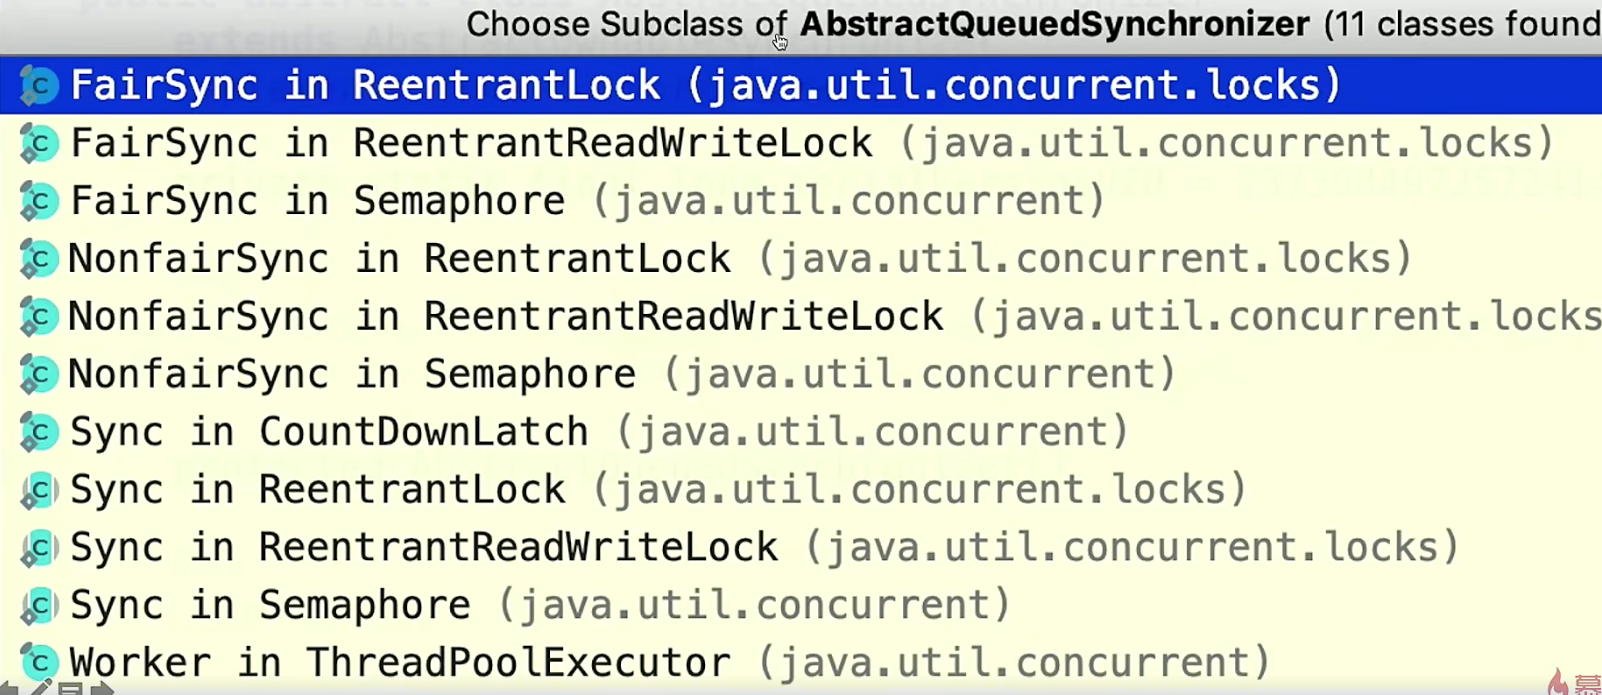 Choose Subclass of AbstractQueuedSynchronizer (11 classes found
FairSync in ReentrantLock (java.util.concurrent.locks)
FairSync in ReentrantReadWriteLock (java.util.concurrent.locks)
FairSync in Semaphore (java.util.concurrent)
NonfairSync in ReentrantLock (java.util.concurrent.locks)
NonfairSync in ReentrantReadWriteLock (java.util.concurrent.locks
NonfairSync in Semaphore (java.util.concurrent)
Sync in CountDownLatch (java.util.concurrent)
Sync in ReentrantLock (java.util.concurrent.locks)
Sync in ReentrantReadWriteLock (java.util.concurrent.locks)
Sync in Semaphore (java.util.concurrent)
Worker in ThreadPoolExecutor (java.util.concurrent)